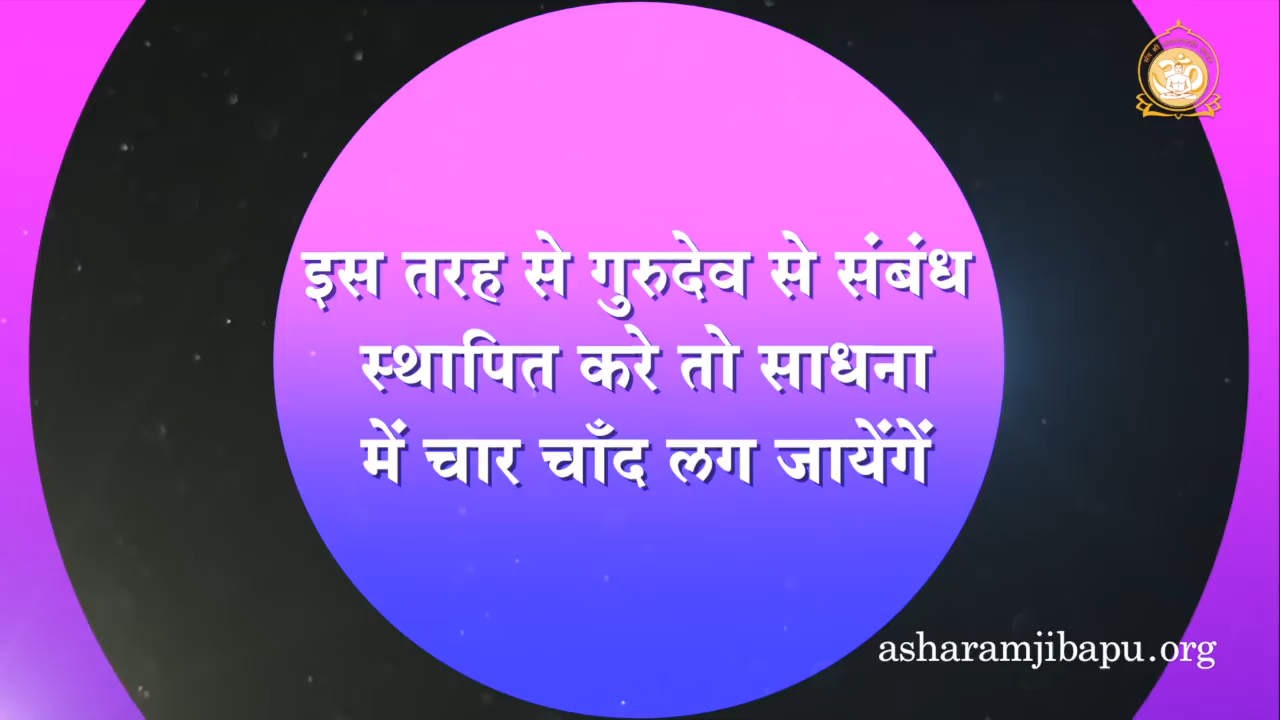 इस तरह से गुरुदेव से संबंध
स्थापित करे तो साधना
में चार चाँद लग जायेंगें
asharamjibapu.org